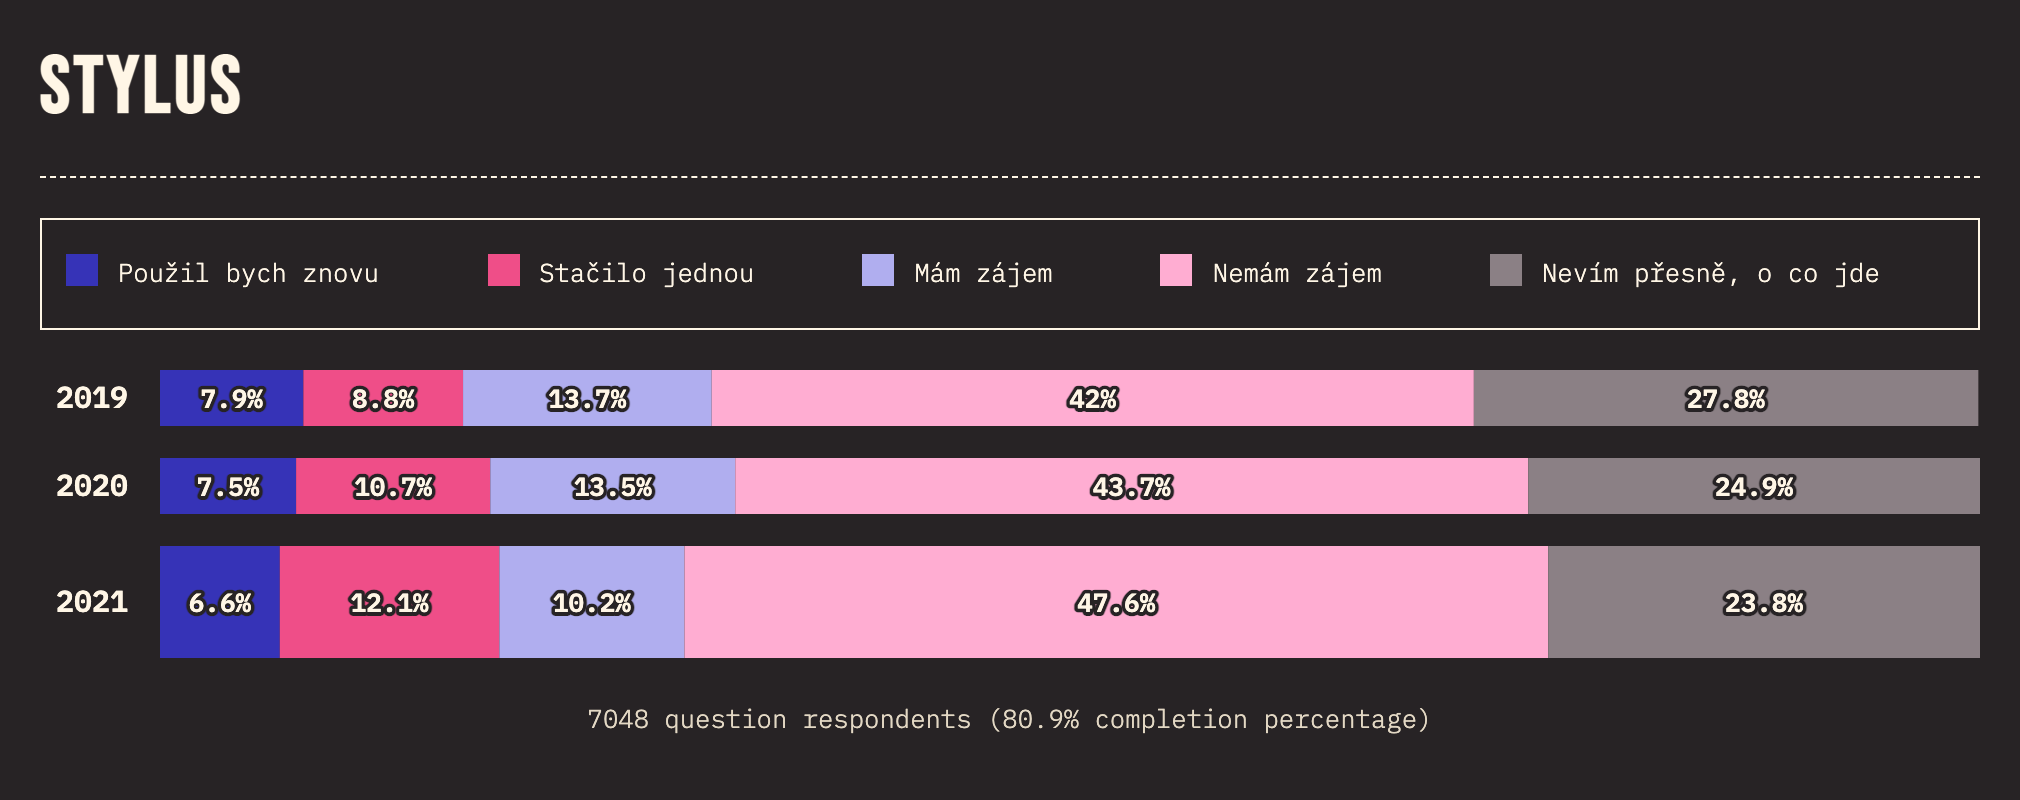 STYLUS
Použil bych znovu Stačilo jednou Mám zájem Nemám zájem Nevím přesně, o co jde
2019 7.9% 8.8% 13.7% 42% 27.8%
2020 7.5% 10.7% 13.5% 43.7% 24.9%
2021 6.6% 12.1% 10.2% 47.6% 23.8%
7048 question respondents (80.9% completion percentage)